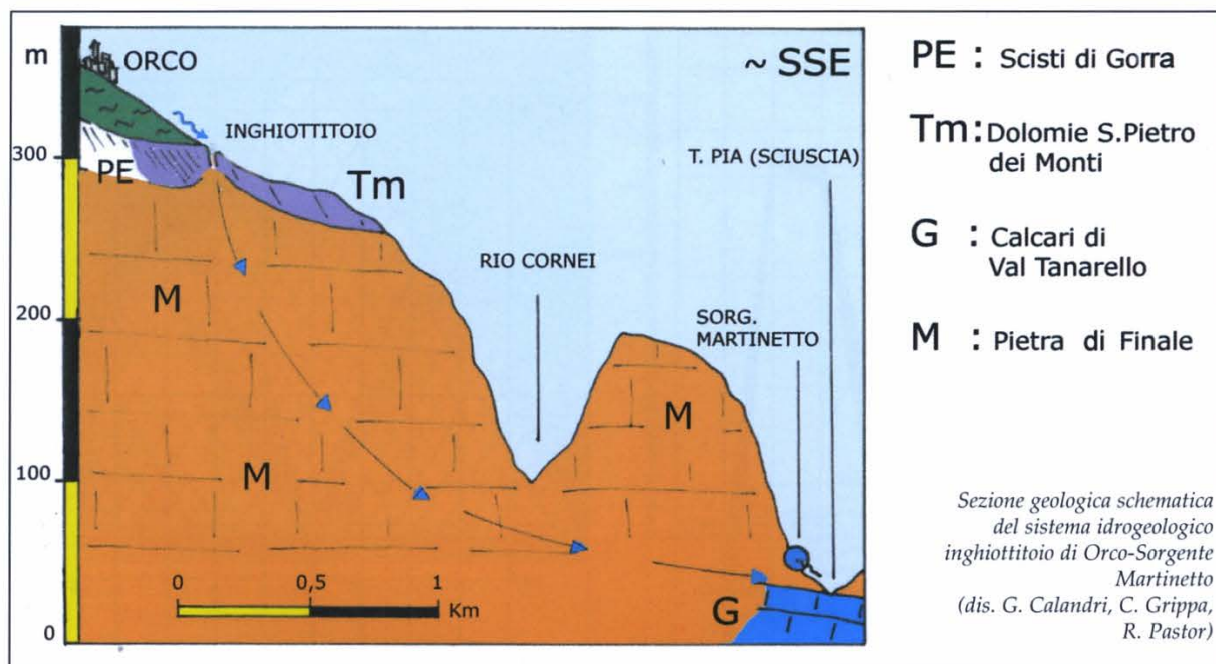 m
ORCO
~ SSE
INGHIOTTITOIO
T. PIA (SCIUSCIA)
300
PE
Tm
RIO CORNEI
M
200
SORG.
MARTINETTO
M
100
M
0 0,5 1
Km
G
0
PE : Scisti di Gorra
Tm: Dolomie S.Pietro
dei Monti
G : Calcari di
Val Tanarello
M : Pietra di Finale
Sezione geologica schematica
del sistema idrogeologico
inghiottitoio di Orco-Sorgente
Martinetto
(dis. G. Calandri, C. Grippa,
R. Pastor)